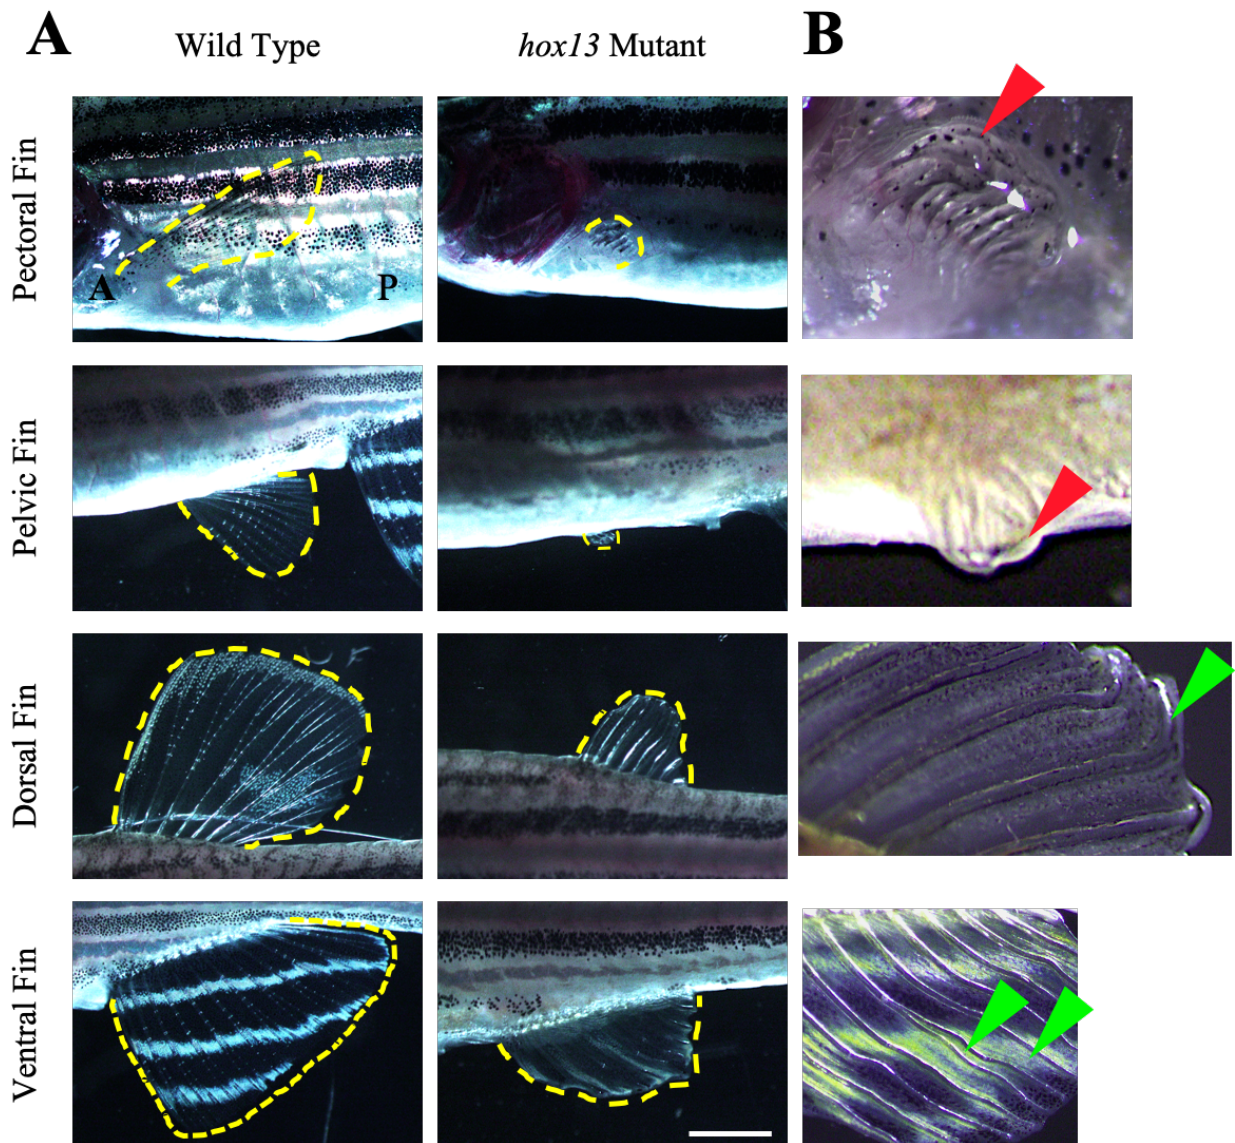 A
Wild Type
hox13 Mutant
B
Pectoral Fin
A
P
Pelvic Fin
Dorsal Fin
Ventral Fin